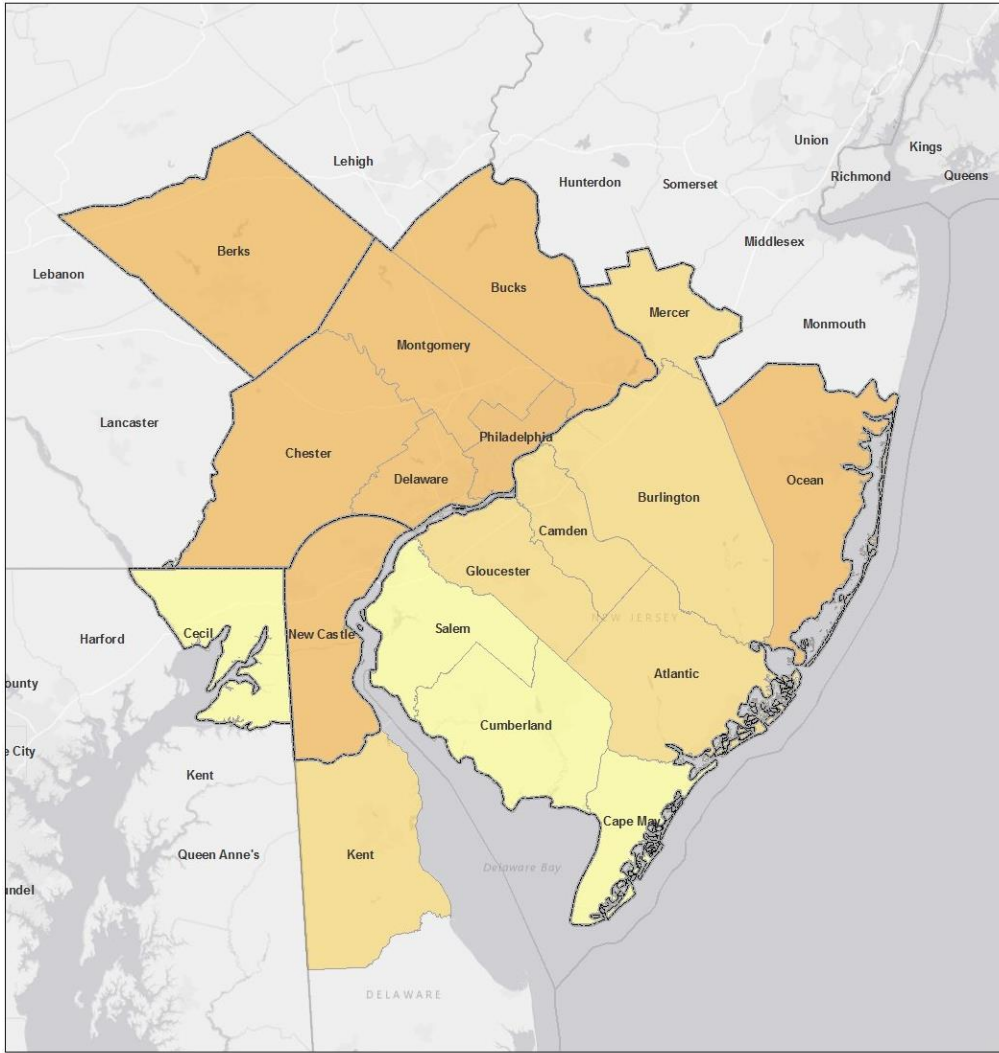 Union
Kings
Lehigh
Richmond
Queens
Hunterdon
Somerset
Middlesex
Berks
Lebanon
Bucks
Mercer
Monmouth
Montgomery
Lancaster
Philadelphia
Chester
Delaware
Ocean
Burlington
Camden
Gloucester
NEW JERSEY
Harford
Cecil
New Castle
Salem
Atlantic
ounty
Cumberland
e City
Kent
Cape May
Queen Anne's
Kent
Delaware Bay
undel
DELAWARE